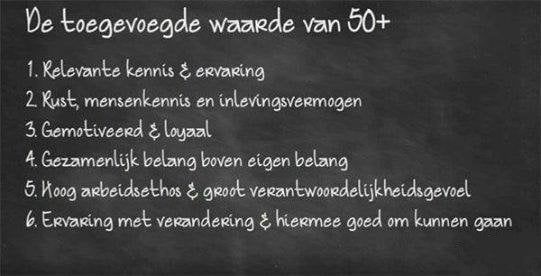 De toegevoegde waarde van 50+
1. Relevante kennis & ervaring
2. Rust, mensenkennis en inlevingsvermogen
3. Gemotiveerd & loyaal
4. Gezamenlijk belang boven eigen belang
5. Hoog arbeidsethos & groot verantwoordelijkheidsgevoel
6. Ervaring met verandering & hiermee goed om kunnen gaan